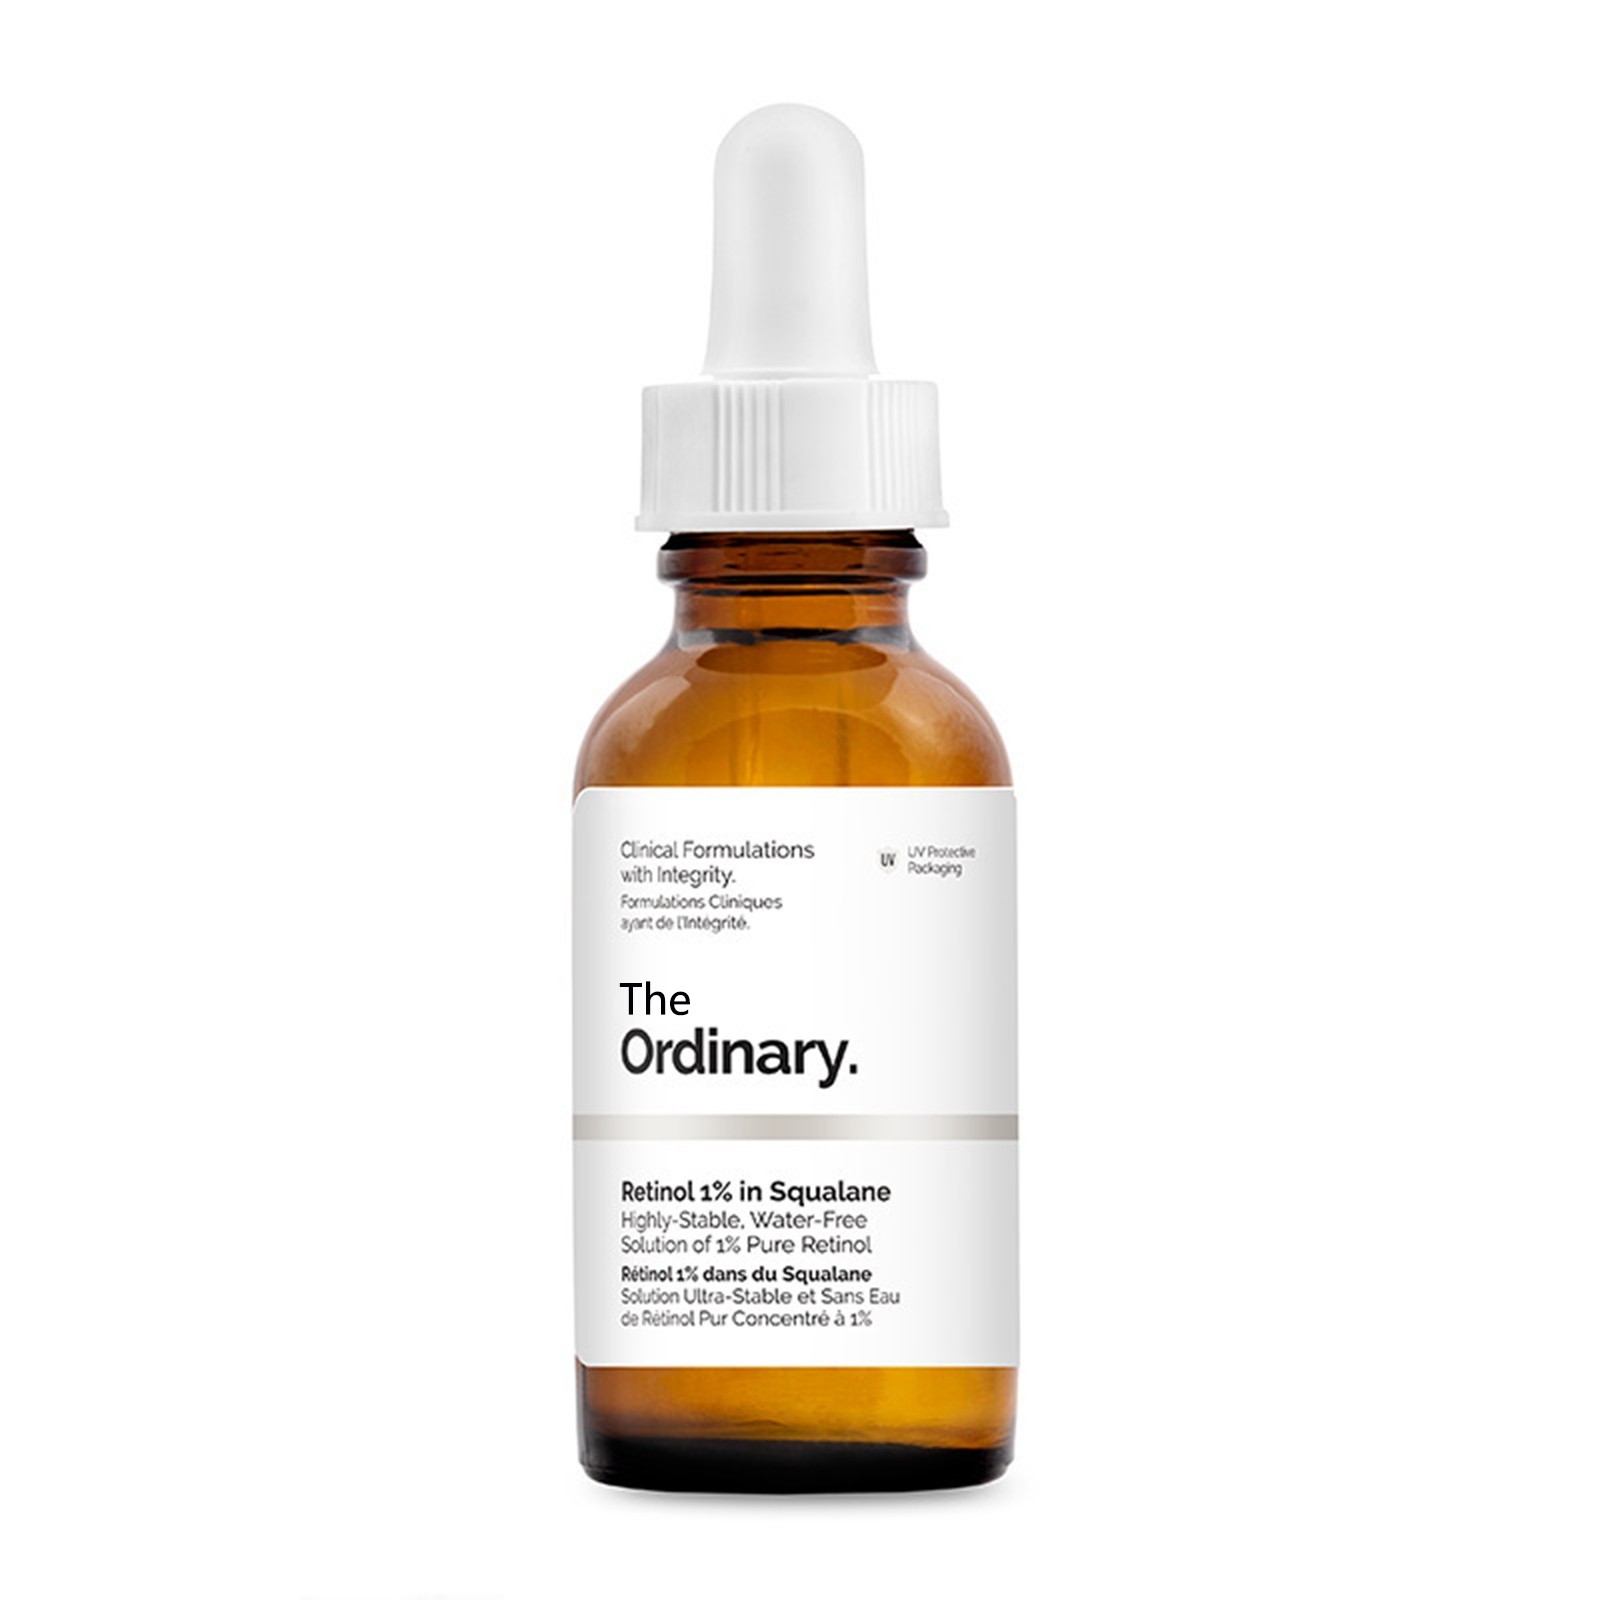 Clinical Formulations
with Integrity.
Formulations Cliniques
ayant de l'Intégrité.
UV
UV Protective
Packaging
The
Ordinary.
Retinol 1% in Squalane
Highly-Stable, Water-Free
Solution of 1% Pure Retinol
Rétinol 1% dans du Squalane
Solution Ultra-Stable et Sans Eau
de Rétinol Pur Concentré à 1%